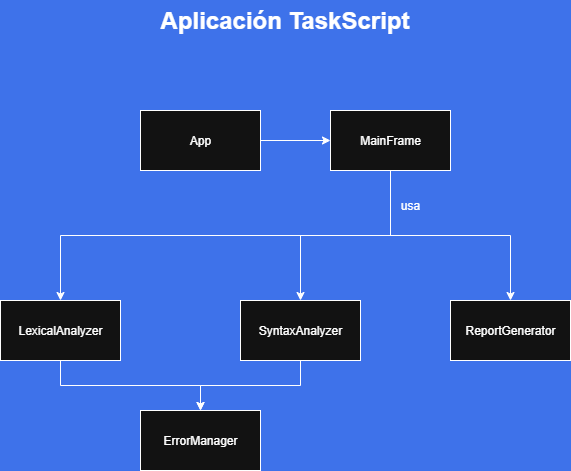 Aplicación TaskScript
App
MainFrame
usa
LexicalAnalyzer
SyntaxAnalyzer
ReportGenerator
ErrorManager